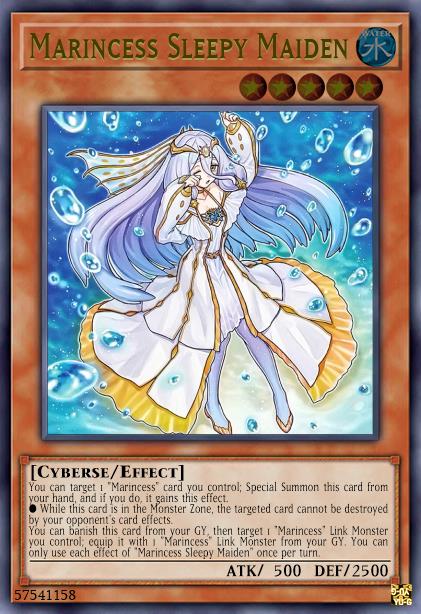 MARINCESS SLEEPY MAIDEN
WATER
水
[CYBERSE/EFFECT]
You can target 1 "Marincess" card you control; Special Summon this card from
your hand, and if you do, it gains this effect.
● While this card is in the Monster Zone, the targeted card cannot be destroyed
by your opponent's card effects.
You can banish this card from your GY, then target 1 "Marincess" Link Monster
you control; equip it with 1 "Marincess" Link Monster from your GY. You can
only use each effect of "Marincess Sleepy Maiden" once per turn.
ATK/ 500 DEF/2500
57541158